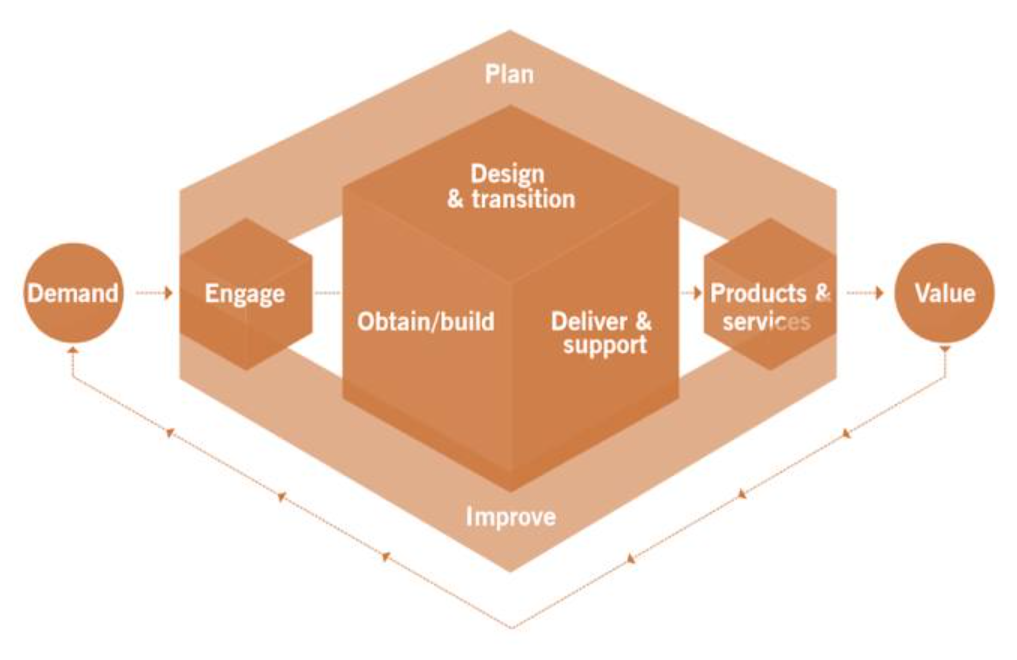 Plan
Design
& transition
Demand
Engage
Obtain/build
Deliver &
support
Products &
services
Value
Improve